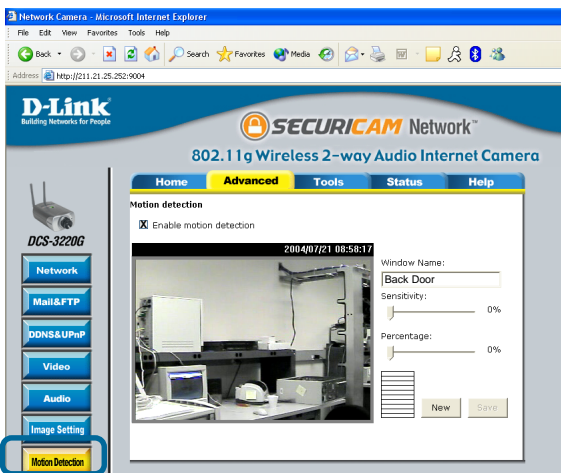 Network Camera - Microsoft Internet Explorer
File Edit View Favorites Tools Help
Back Search Favorites Media
Address http://211.21.25.252:9004
D-Link
Building Networks for People
SECURICAM Network™
802.11g Wireless 2-way Audio Internet Camera
Home Advanced Tools Status Help
Motion detection
X Enable motion detection
2004/07/21 08:58:17
DCS-3220G
Network
Mail&FTP
DDNS&UPnP
Video
Audio
Image Setting
Motion Detection
Window Name:
Back Door
Sensitivity:
0%
Percentage:
0%
New Save